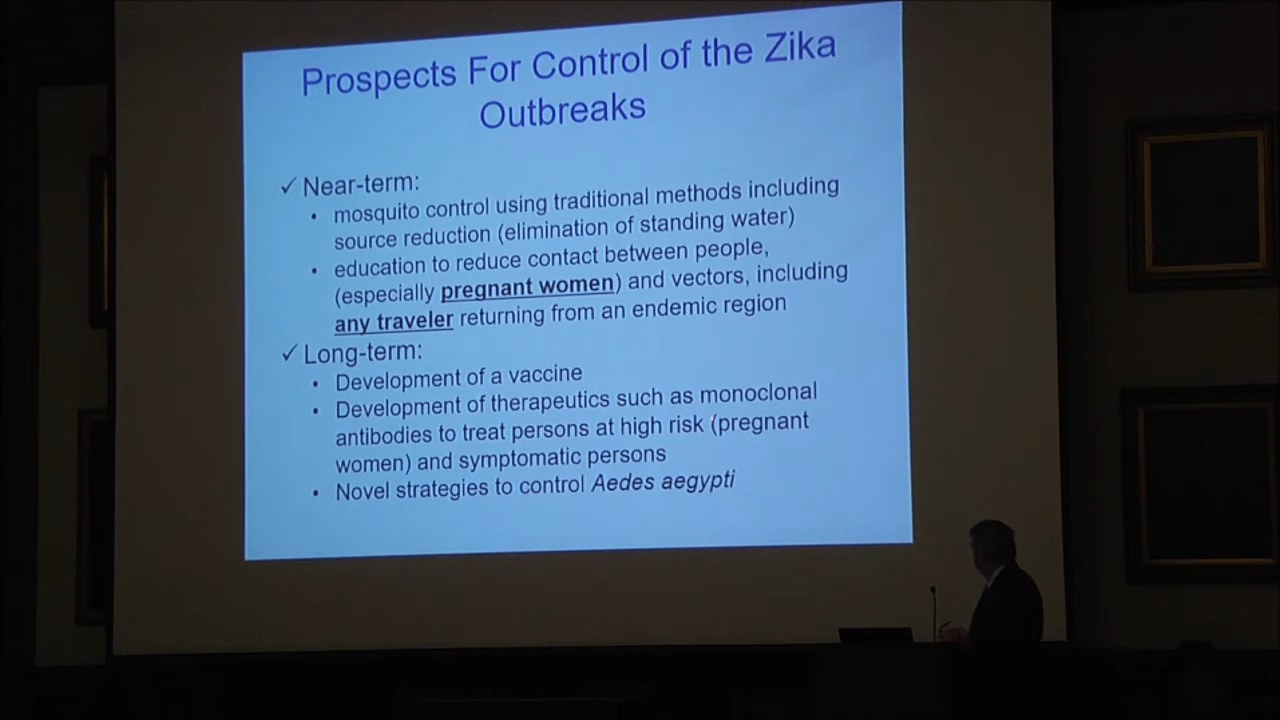 Prospects For Control of the Zika
Outbreaks
✓ Near-term:
• mosquito control using traditional methods including
source reduction (elimination of standing water)
• education to reduce contact between people,
(especially pregnant women) and vectors, including
any traveler returning from an endemic region
✓ Long-term:
• Development of a vaccine
• Development of therapeutics such as monoclonal
antibodies to treat persons at high risk (pregnant
women) and symptomatic persons
• Novel strategies to control Aedes aegypti